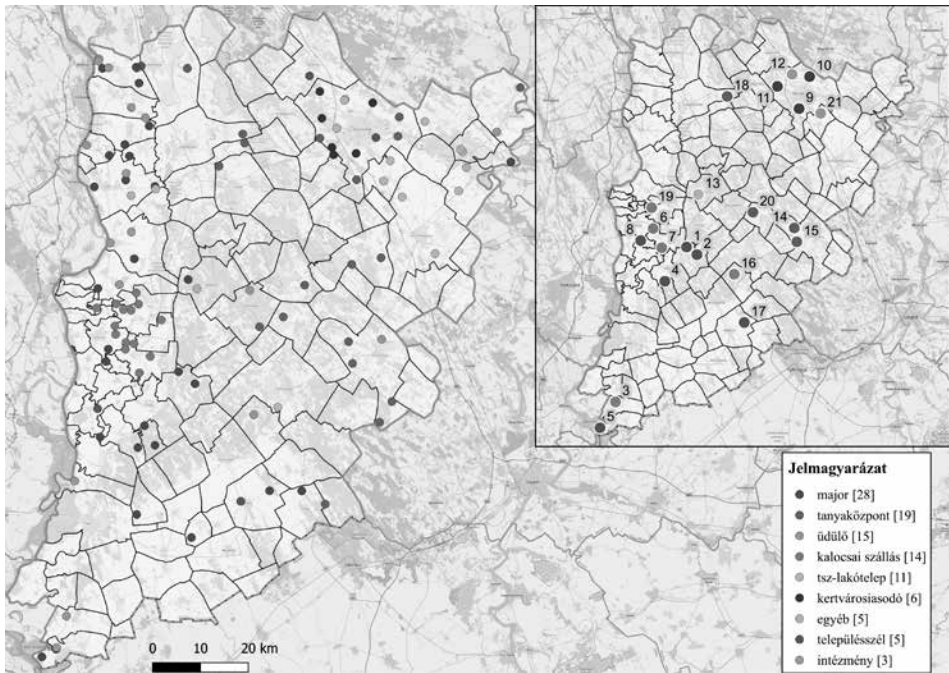 12
10
18
11
9
21
13
19
20
6
14
1
8
7
2
15
4
16
17
3
5
Jelmagyarázat
major [28]
tanyaközpont [19]
üdülő [15]
kalocsai szállás [14]
tsz-lakótelep [11]
kertvárosiasodó [6]
egyéb [5]
településszél [5]
intézmény [3]
0 10 20 km